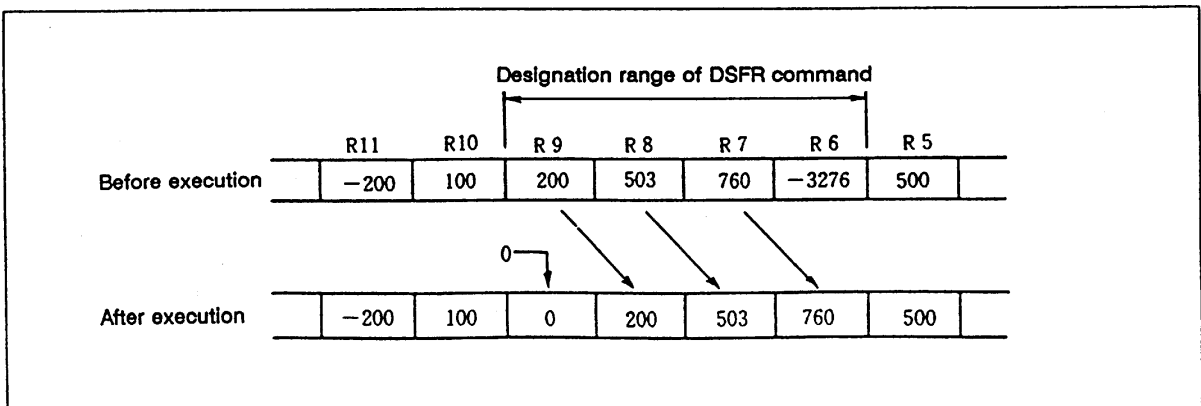 Designation range of DSFR command
R11 R10 R 9 R 8 R 7 R 6 R 5
Before execution −200 100 200 503 760 −3276 500
0
After execution −200 100 0 200 503 760 500